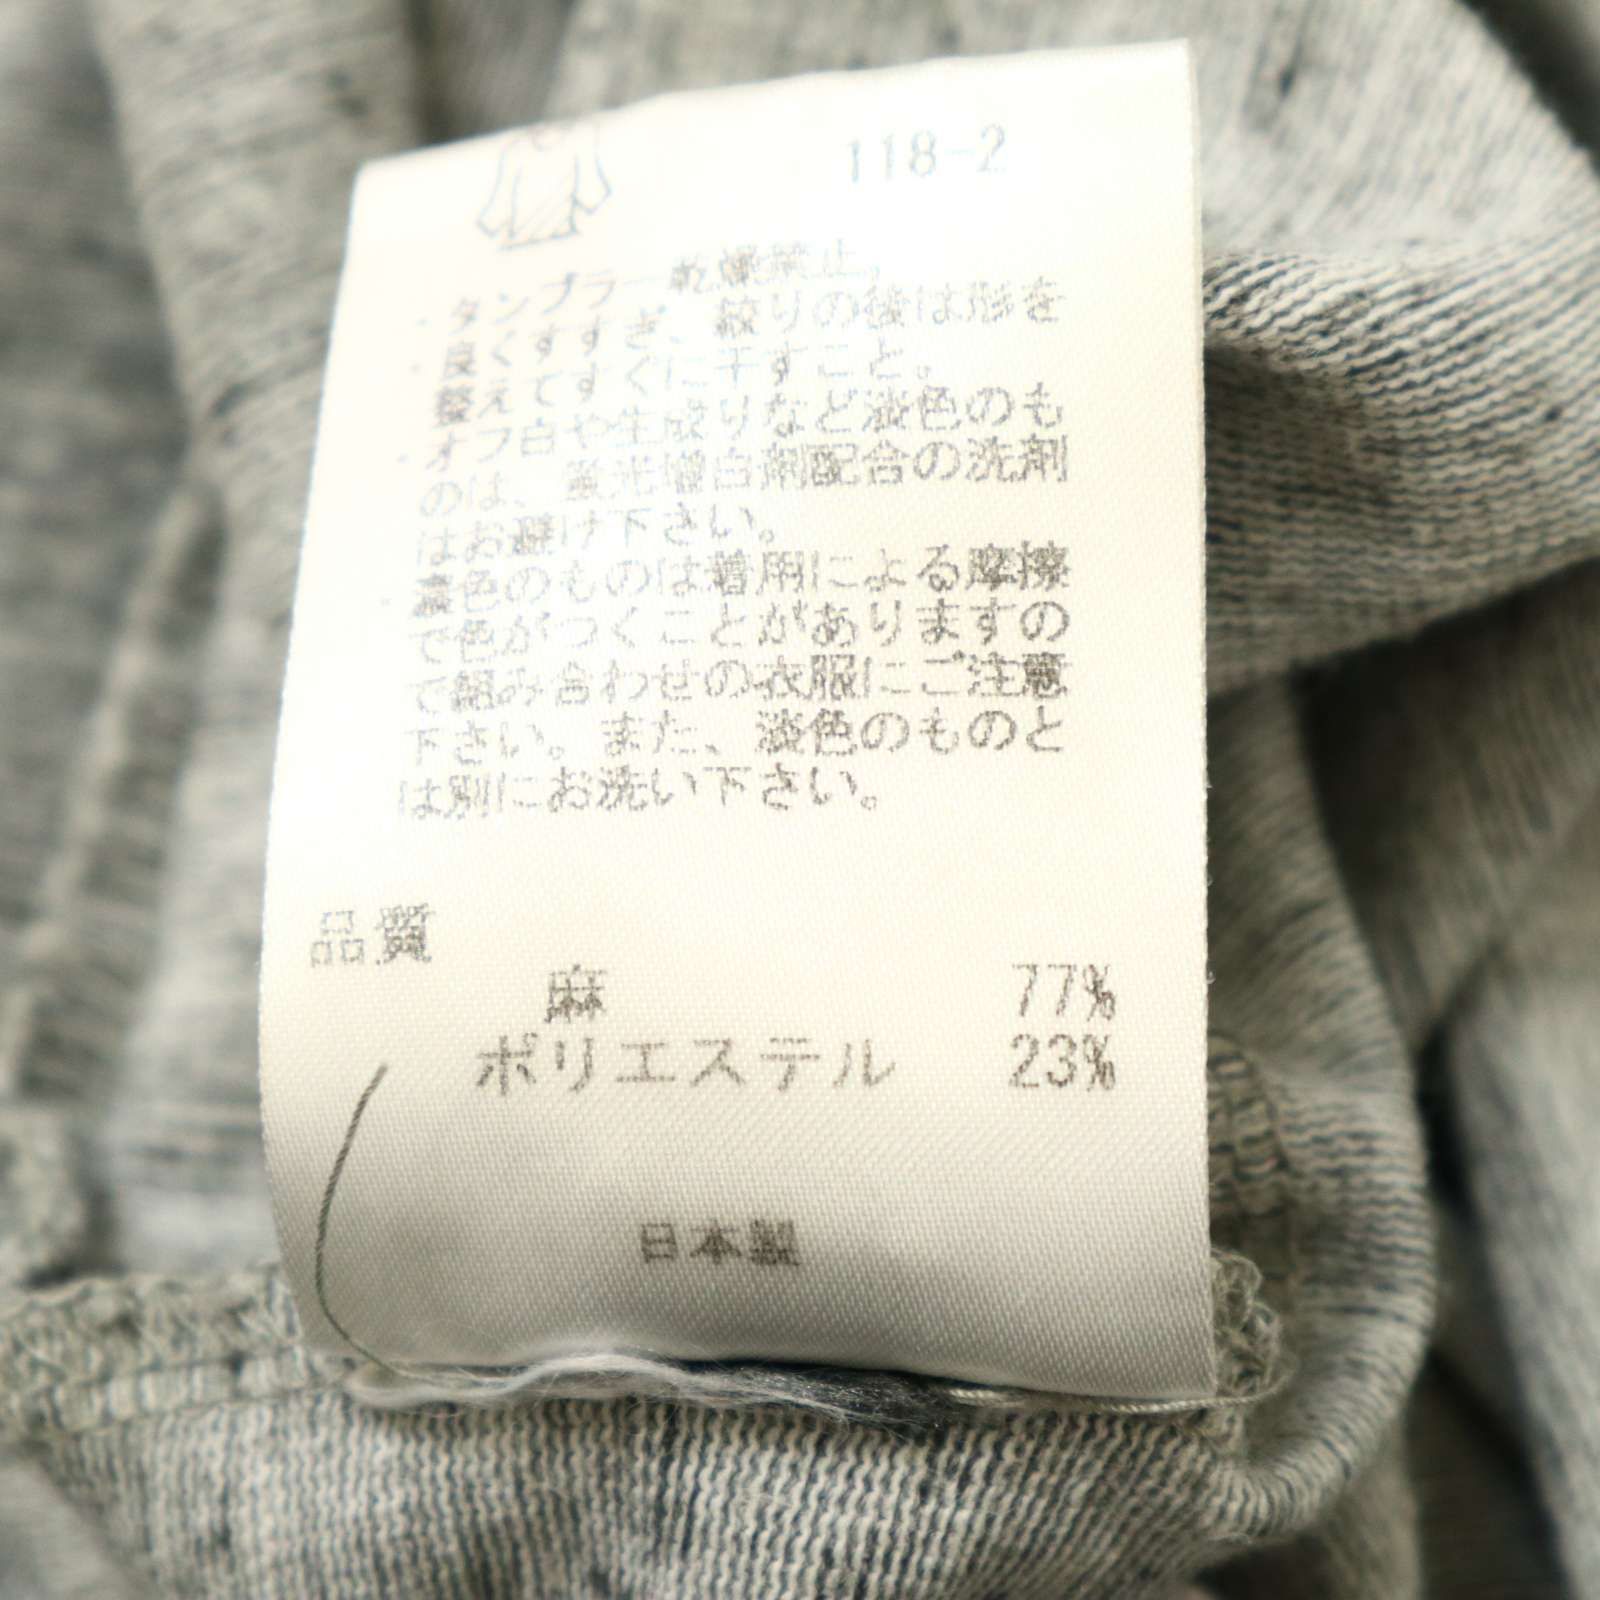 118-2
・タンブラー乾燥禁止。
・長くすすぎ、絞りの後は形を
整えてすぐに干すこと。
・オフ白や生成りなど淡色のも
のは、蛍光増白剤配合の洗剤
はお避け下さい。
・濃色のものは着用による摩擦
で色がつくことがありますの
で組み合わせの衣服にご注意
下さい。また、淡色のものと
は別にお洗い下さい。
品質
麻 77%
ポリエステル 23%
日本製